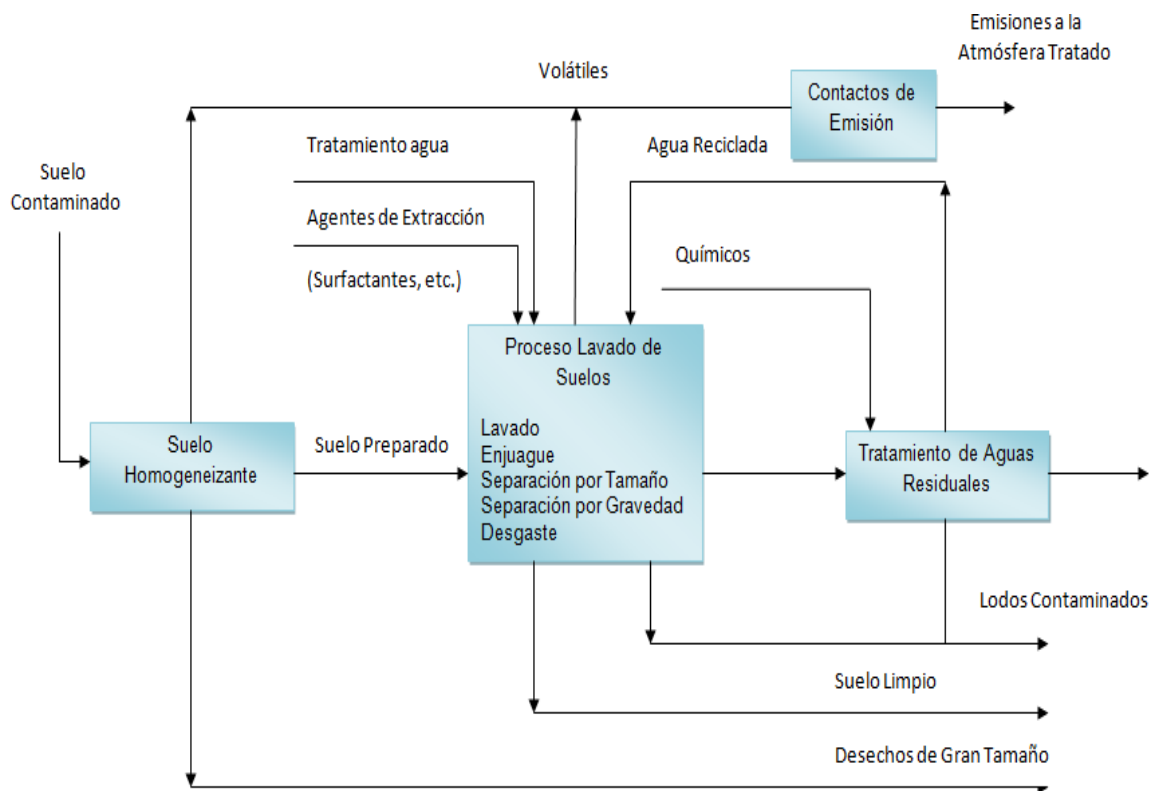 Emisiones a la
Atmósfera Tratado
Volátiles
Contactos de
Emisión
Tratamiento agua
Agua Reciclada
Suelo
Contaminado
Agentes de Extracción
(Surfactantes, etc.)
Químicos
Proceso Lavado de
Suelos
Lavado
Enjuague
Separación por Tamaño
Separación por Gravedad
Desgaste
Suelo
Homogeneizante
Suelo Preparado
Tratamiento de Aguas
Residuales
Lodos Contaminados
Suelo Limpio
Desechos de Gran Tamaño